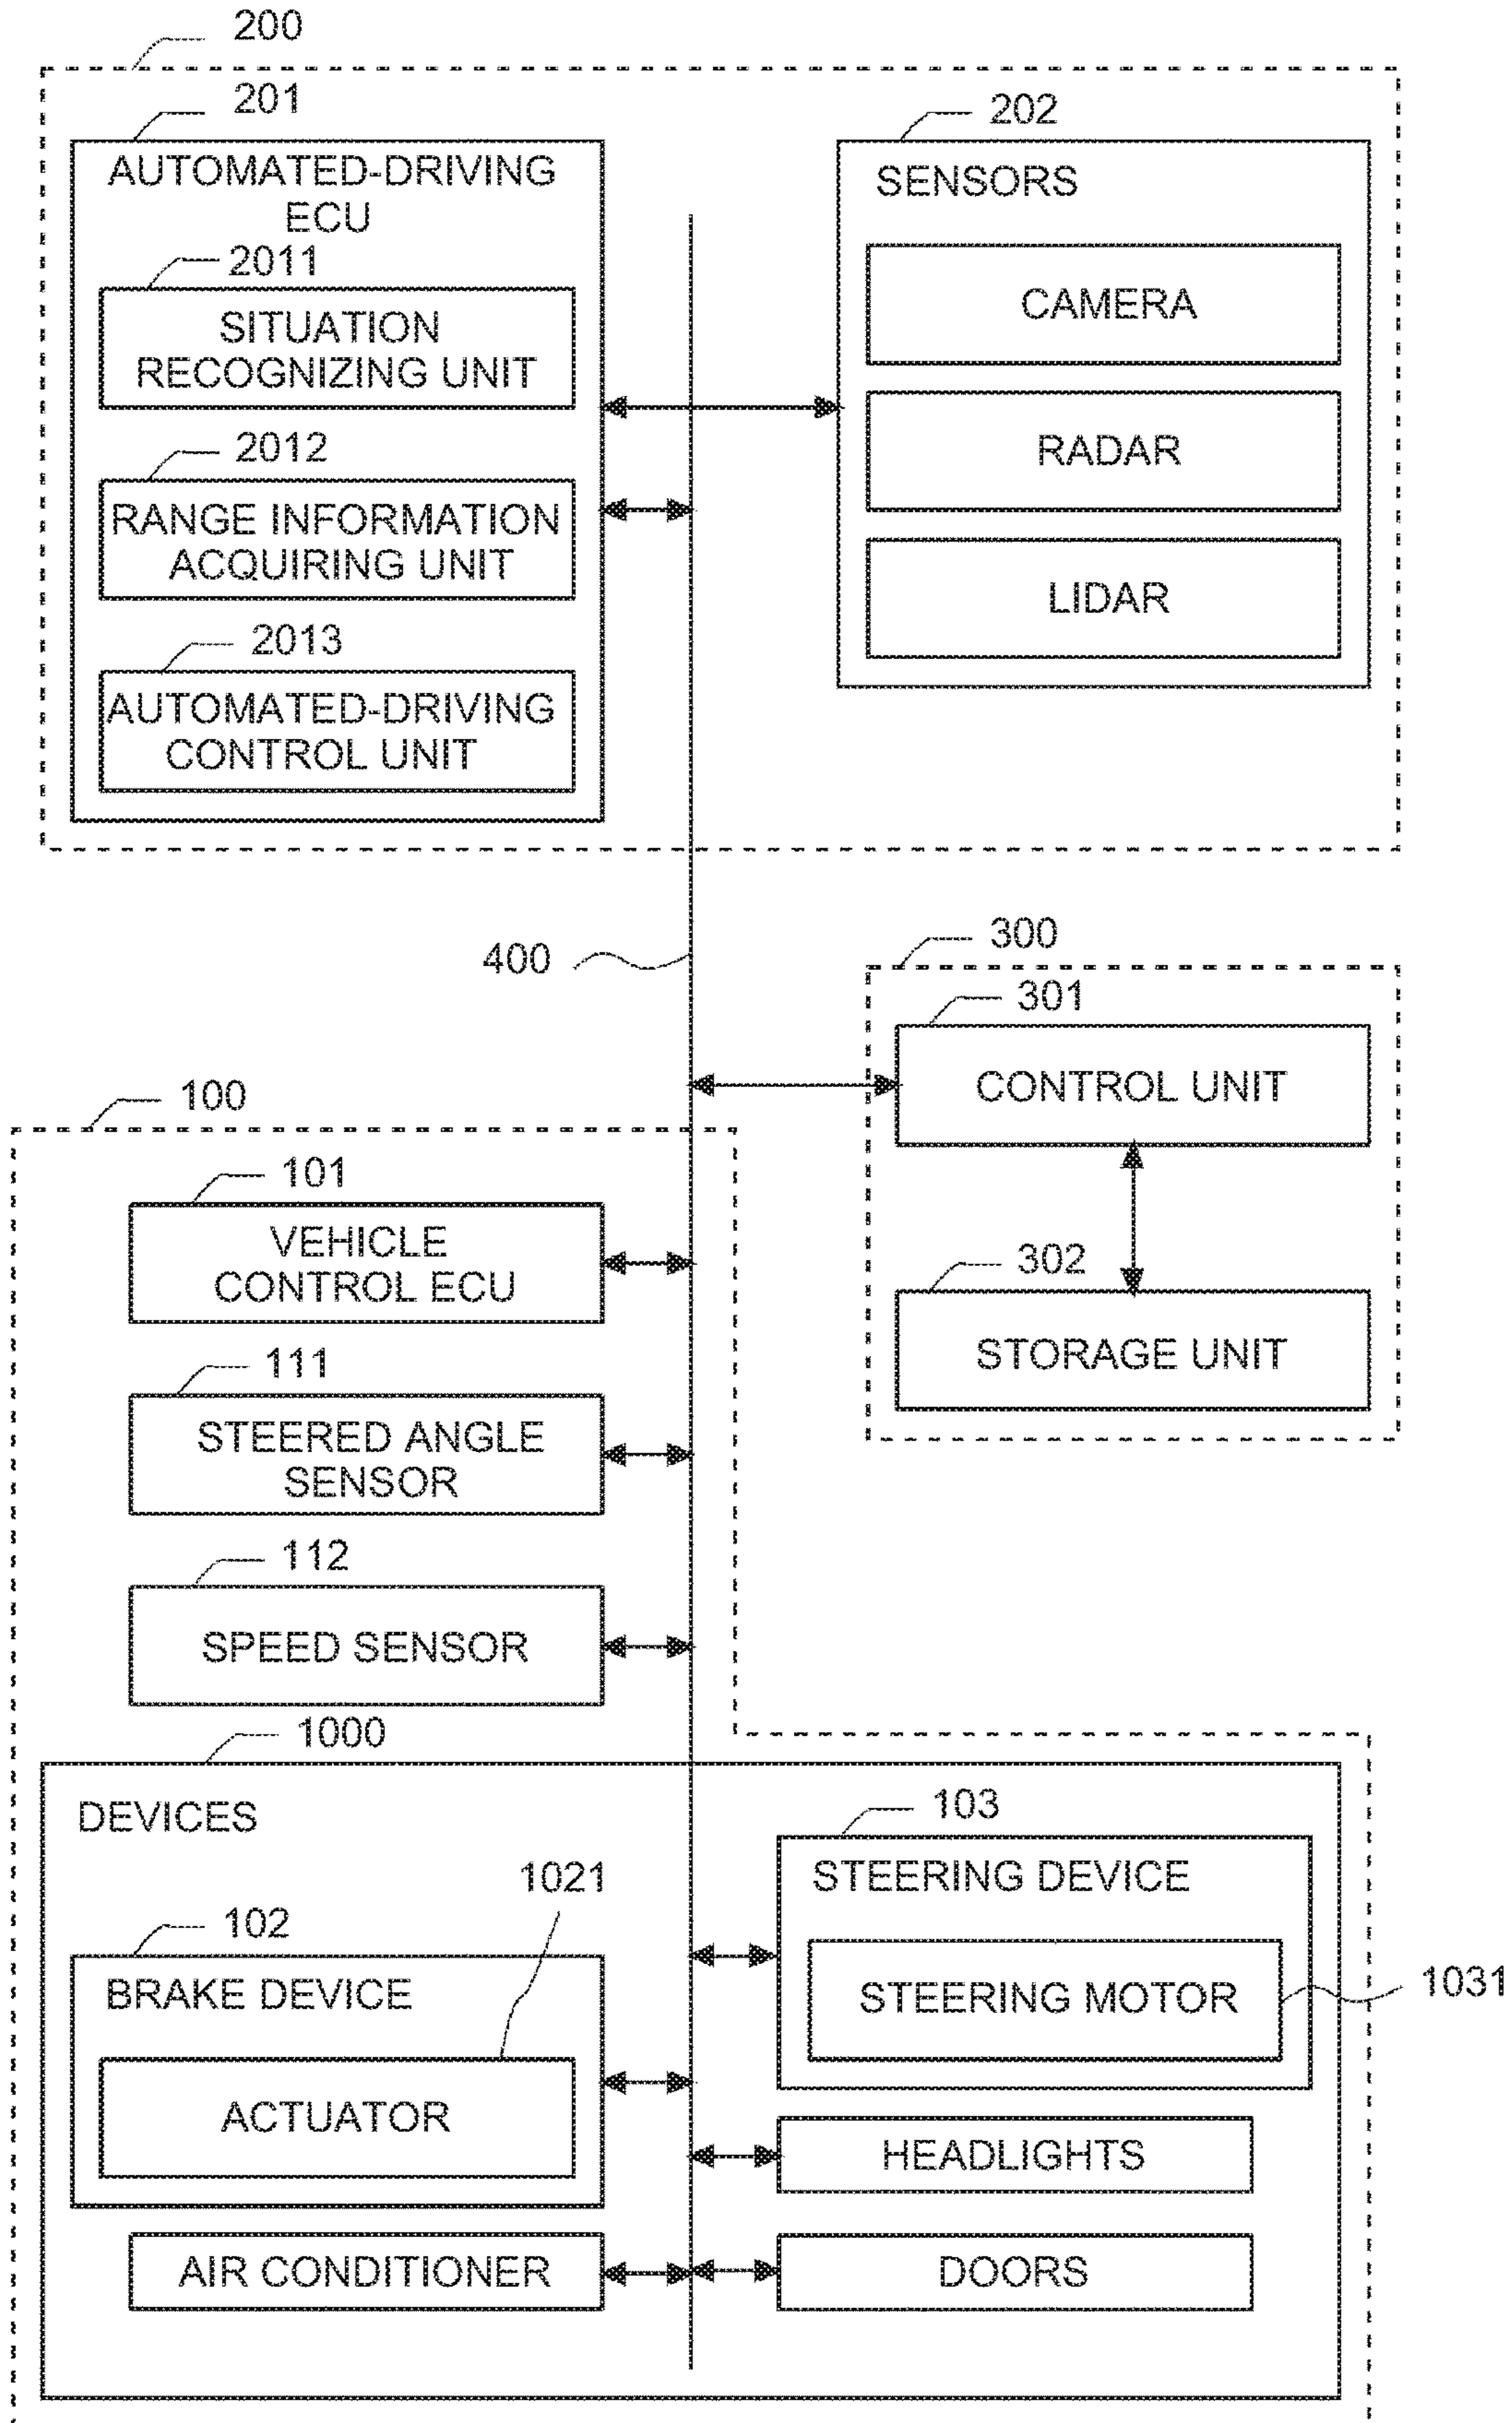 200
201
AUTOMATED-DRIVING
ECU
2011
SITUATION
RECOGNIZING UNIT
2012
RANGE INFORMATION
ACQUIRING UNIT
2013
AUTOMATED-DRIVING
CONTROL UNIT
202
SENSORS
CAMERA
RADAR
LIDAR
400
300
301
CONTROL UNIT
302
STORAGE UNIT
100
101
VEHICLE
CONTROL ECU
111
STEERED ANGLE
SENSOR
112
SPEED SENSOR
1000
DEVICES
1021
102
BRAKE DEVICE
ACTUATOR
AIR CONDITIONER
103
STEERING DEVICE
STEERING MOTOR
1031
HEADLIGHTS
DOORS